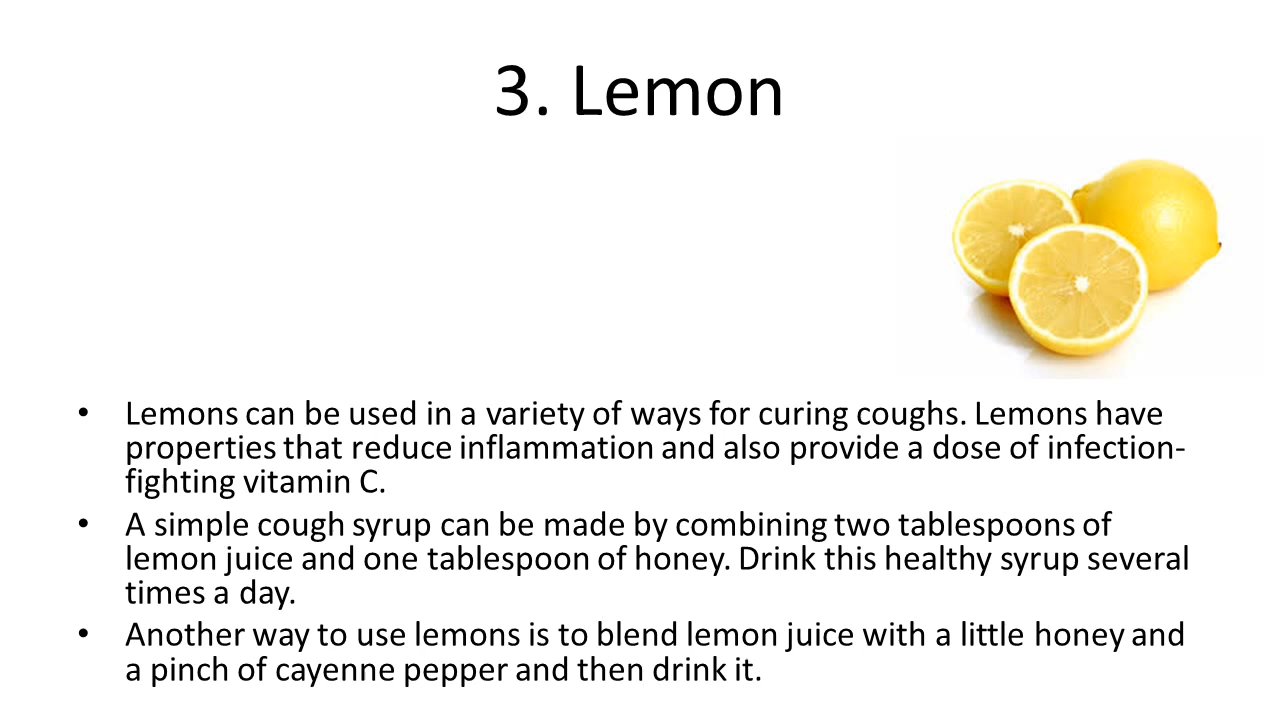 3. Lemon
• Lemons can be used in a variety of ways for curing coughs. Lemons have
properties that reduce inflammation and also provide a dose of infection-
fighting vitamin C.
• A simple cough syrup can be made by combining two tablespoons of
lemon juice and one tablespoon of honey. Drink this healthy syrup several
times a day.
• Another way to use lemons is to blend lemon juice with a little honey and
a pinch of cayenne pepper and then drink it.